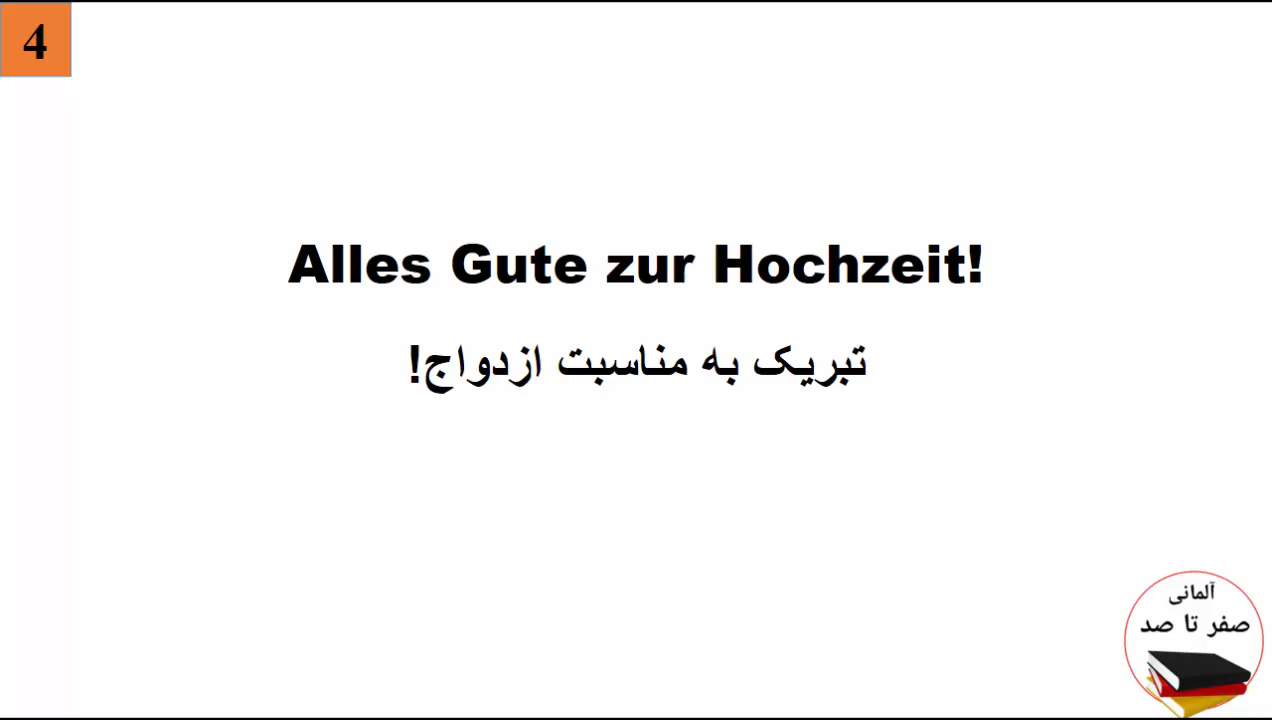 4
Alles Gute zur Hochzeit!
تبریک به مناسبت ازدواج!
آلمانی
صفر تا صد